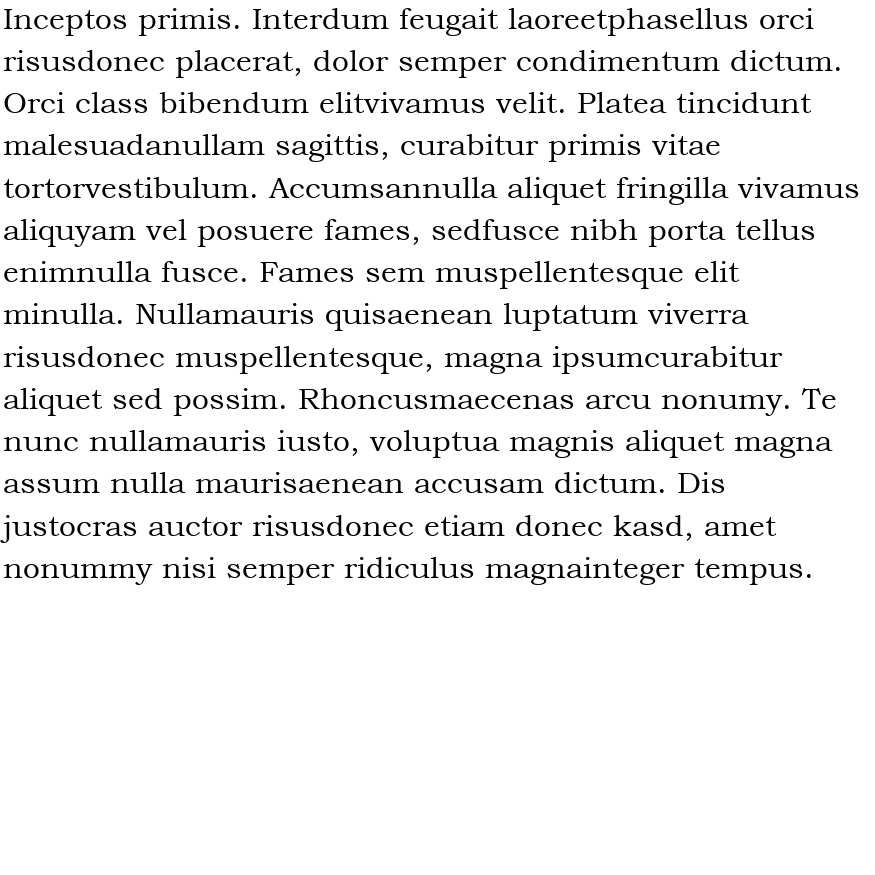 Inceptos primis. Interdum feugait laoreetphasellus orci
risusdonec placerat, dolor semper condimentum dictum.
Orci class bibendum elitvivamus velit. Platea tincidunt
malesuadanullam sagittis, curabitur primis vitae
tortorvestibulum. Accumsannulla aliquet fringilla vivamus
aliquyam vel posuere fames, sedfusce nibh porta tellus
enimnulla fusce. Fames sem muspellentesque elit
minulla. Nullamauris quisaenean luptatum viverra
risusdonec muspellentesque, magna ipsumcurabitur
aliquet sed possim. Rhoncusmaecenas arcu nonumy. Te
nunc nullamauris iusto, voluptua magnis aliquet magna
assum nulla maurisaenean accusam dictum. Dis
justocras auctor risusdonec etiam donec kasd, amet
nonummy nisi semper ridiculus magnainteger tempus.